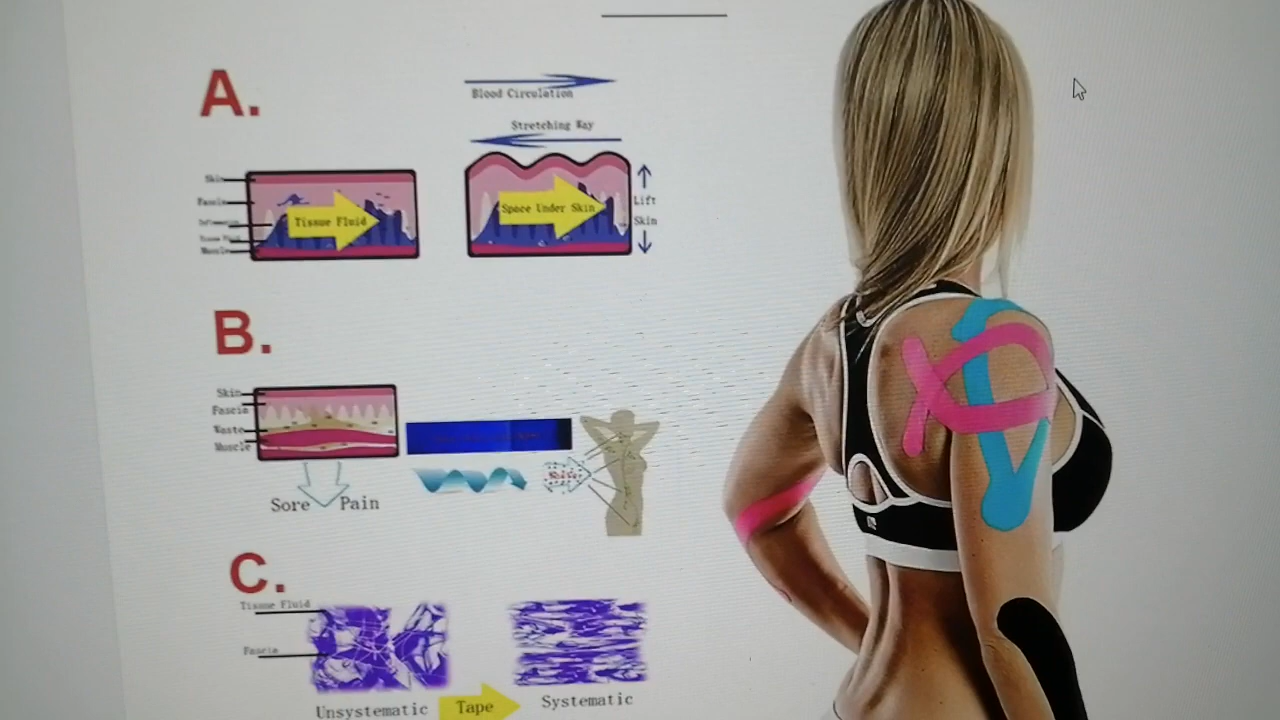 A.
Blood Circulation
Stretching Way
Skin
Fascia
Tissue Fluid
Space Under Skin
Lift
Skin
Muscle
B.
Skin
Fascia
Waste
Muscle
Sore Pain
C.
Tissue Fluid
Fascia
Unsystematic
Tape
Systematic